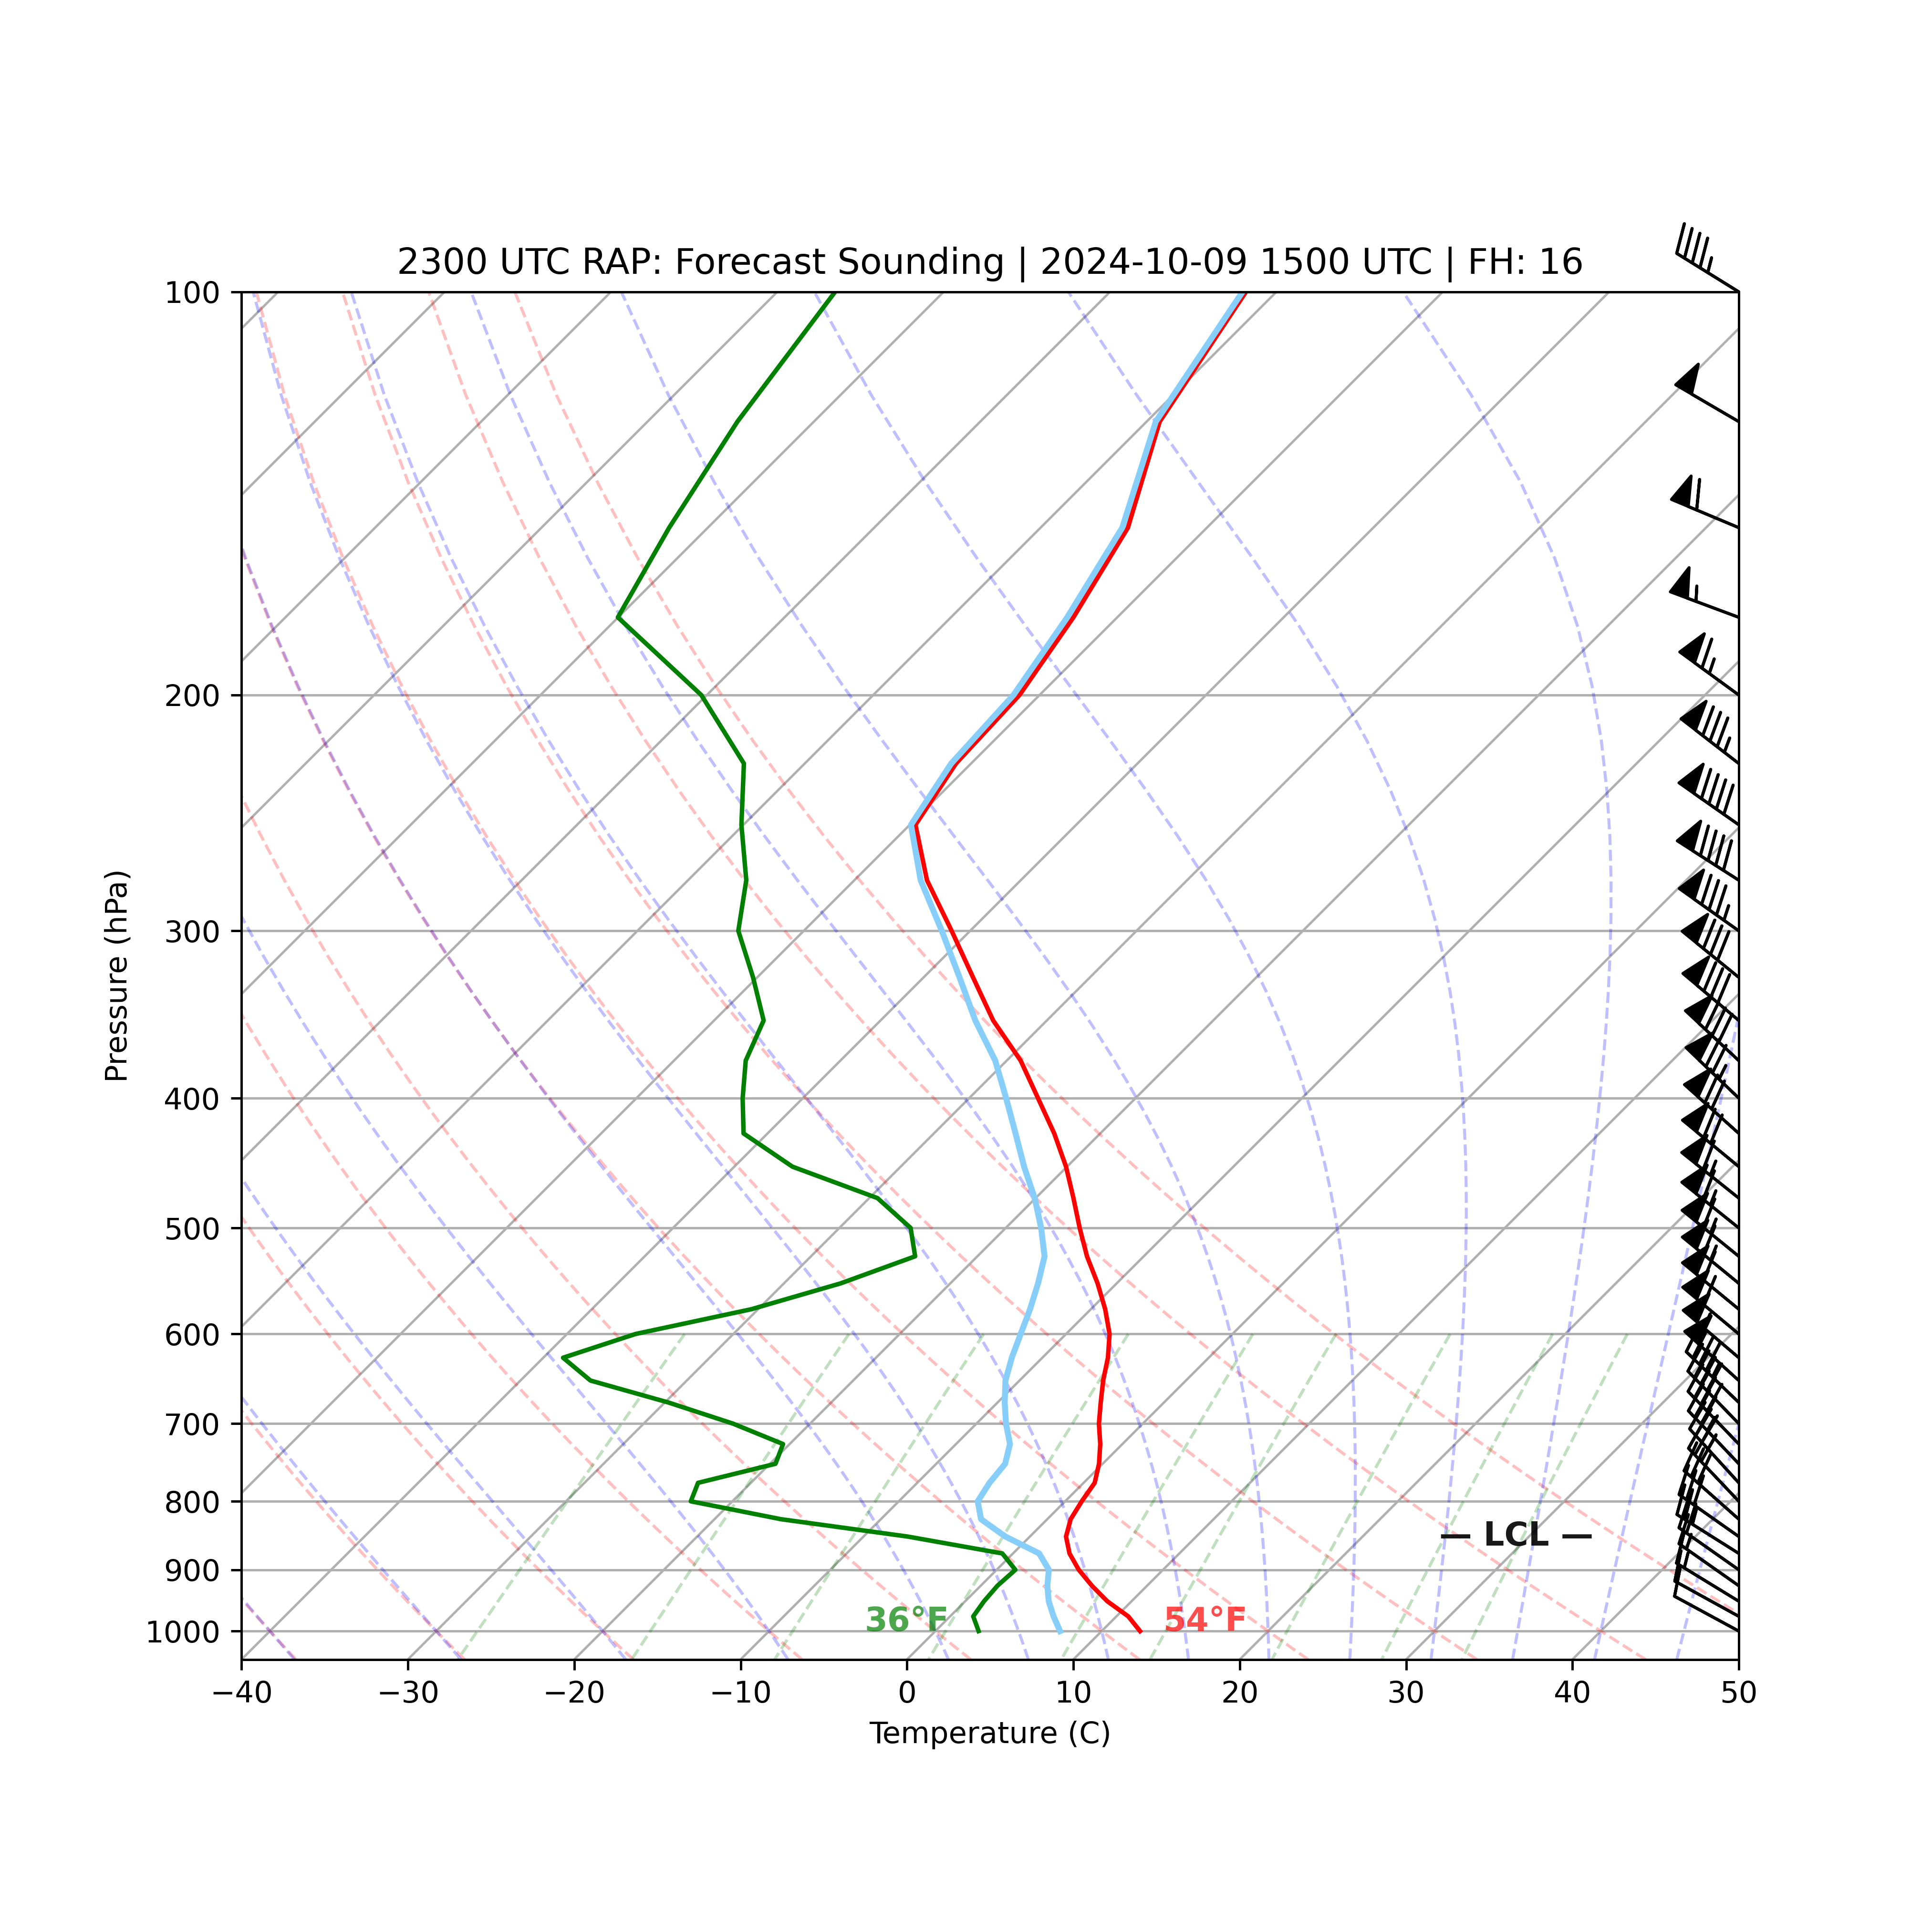 2300 UTC RAP: Forecast Sounding | 2024-10-09 1500 UTC | FH: 16
100
200
300
400
500
600
700
800
900
1000
Pressure (hPa)
— LCL —
36°F
54°F
−40 −30 −20 −10 0 10 20 30 40 50
Temperature (C)